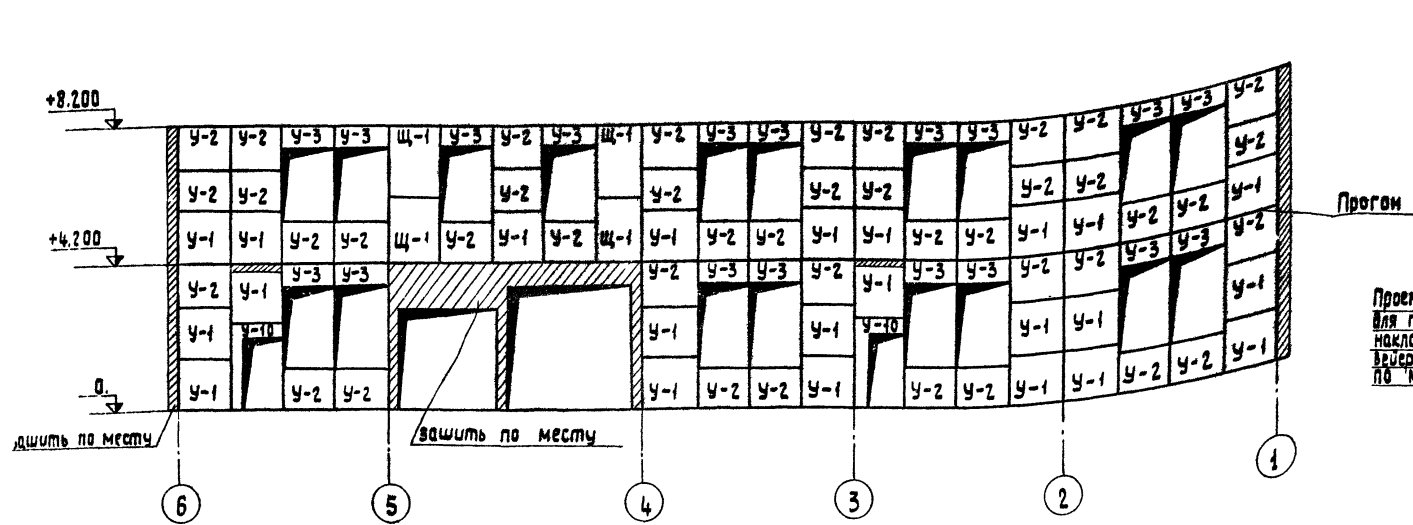 +8.200
У-2 У-2 У-3 У-3 Щ-1 У-3 У-2 У-3 Щ-1 У-2 У-3 У-3 У-2 У-2 У-3 У-3 У-2 У-2 У-3 У-3 У-2
У-2 У-2 У-2 У-2 У-2 У-2 У-2 У-2 У-2
У-1 У-1 У-2 У-2 Щ-1 У-2 У-1 У-2 Щ-1 У-1 У-2 У-2 У-1 У-1 У-2 У-2 У-1 У-1 У-2 У-2 У-1
Прогон
+4.200
У-2 У-1 У-3 У-3 У-2 У-3 У-3 У-2 У-1 У-3 У-3 У-2 У-2 У-3 У-3 У-2
У-1 У-10 У-1 У-1 У-10 У-1 У-1 У-1
У-1 У-2 У-2 У-1 У-2 У-2 У-1 У-2 У-2 У-1 У-1 У-2 У-2 У-1
0.
по месту
зашить по месту
6 5 4 3 2 1